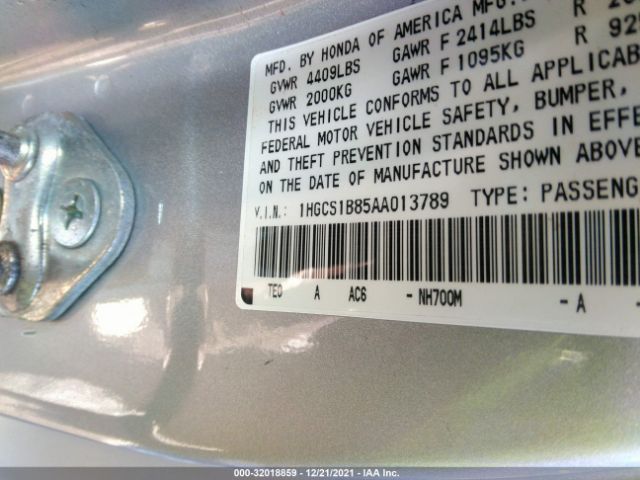 MFD. BY HONDA OF AMERICA MFG.
GVWR 4409LBS GAWR F 2414LBS R
GVWR 2000KG GAWR F 1095KG R 92
THIS VEHICLE CONFORMS TO ALL APPLICAB
FEDERAL MOTOR VEHICLE SAFETY, BUMPER,
AND THEFT PREVENTION STANDARDS IN EFFE
ON THE DATE OF MANUFACTURE SHOWN ABOVE
V.I.N.: 1HGCS1B85AA013789 TYPE: PASSENG
TEO A AC6 - NH700M - A -
000-32018859 - 12/21/2021 - IAA Inc.